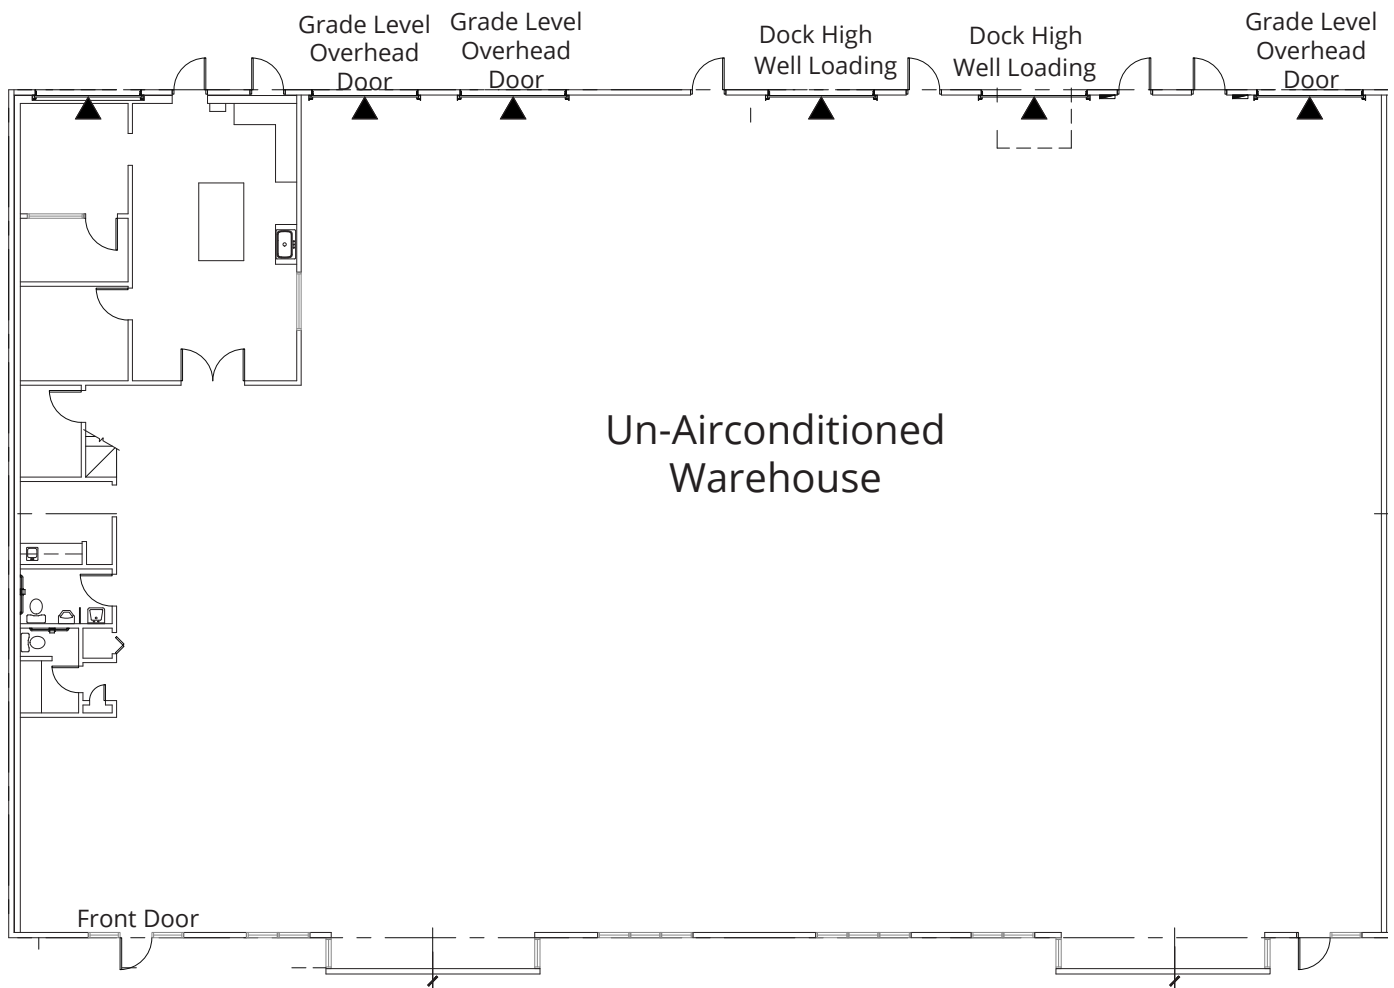 Grade Level
Overhead
Door
Grade Level
Overhead
Door
Dock High
Well Loading
Dock High
Well Loading
Grade Level
Overhead
Door
Un-Airconditioned
Warehouse
Front Door